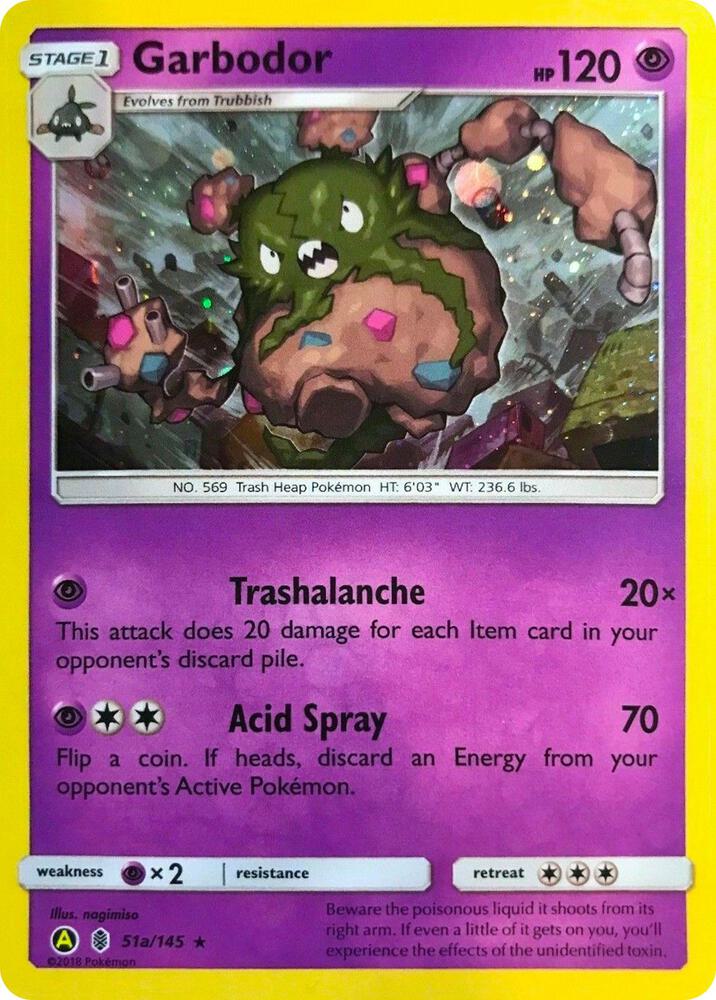 STAGE 1
Garbodor
HP 120
Evolves from Trubbish
NO. 569 Trash Heap Pokémon HT: 6'03" WT: 236.6 lbs.
Trashalanche 20×
This attack does 20 damage for each Item card in your
opponent's discard pile.
Acid Spray 70
Flip a coin. If heads, discard an Energy from your
opponent's Active Pokémon.
weakness × 2 resistance retreat
Illus. nagimiso
A 51a/145 ★
©2018 Pokémon
Beware the poisonous liquid it shoots from its
right arm. If even a little of it gets on you, you'll
experience the effects of the unidentified toxin.